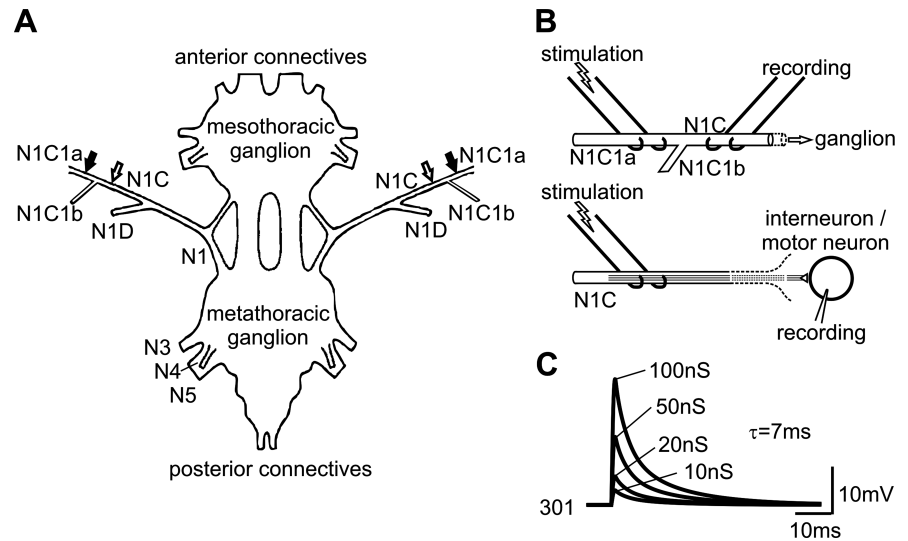 A
anterior connectives
mesothoracic
ganglion
N1C1a
N1C
N1C1b
N1D
N1
N1C
N1C1a
N1C1b
N1D
metathoracic
ganglion
N3
N4
N5
posterior connectives
B
stimulation
recording
N1C
ganglion
N1C1a
N1C1b
stimulation
interneuron /
motor neuron
N1C
recording
C
100nS
50nS
τ=7ms
20nS
10nS
301
10mV
10ms